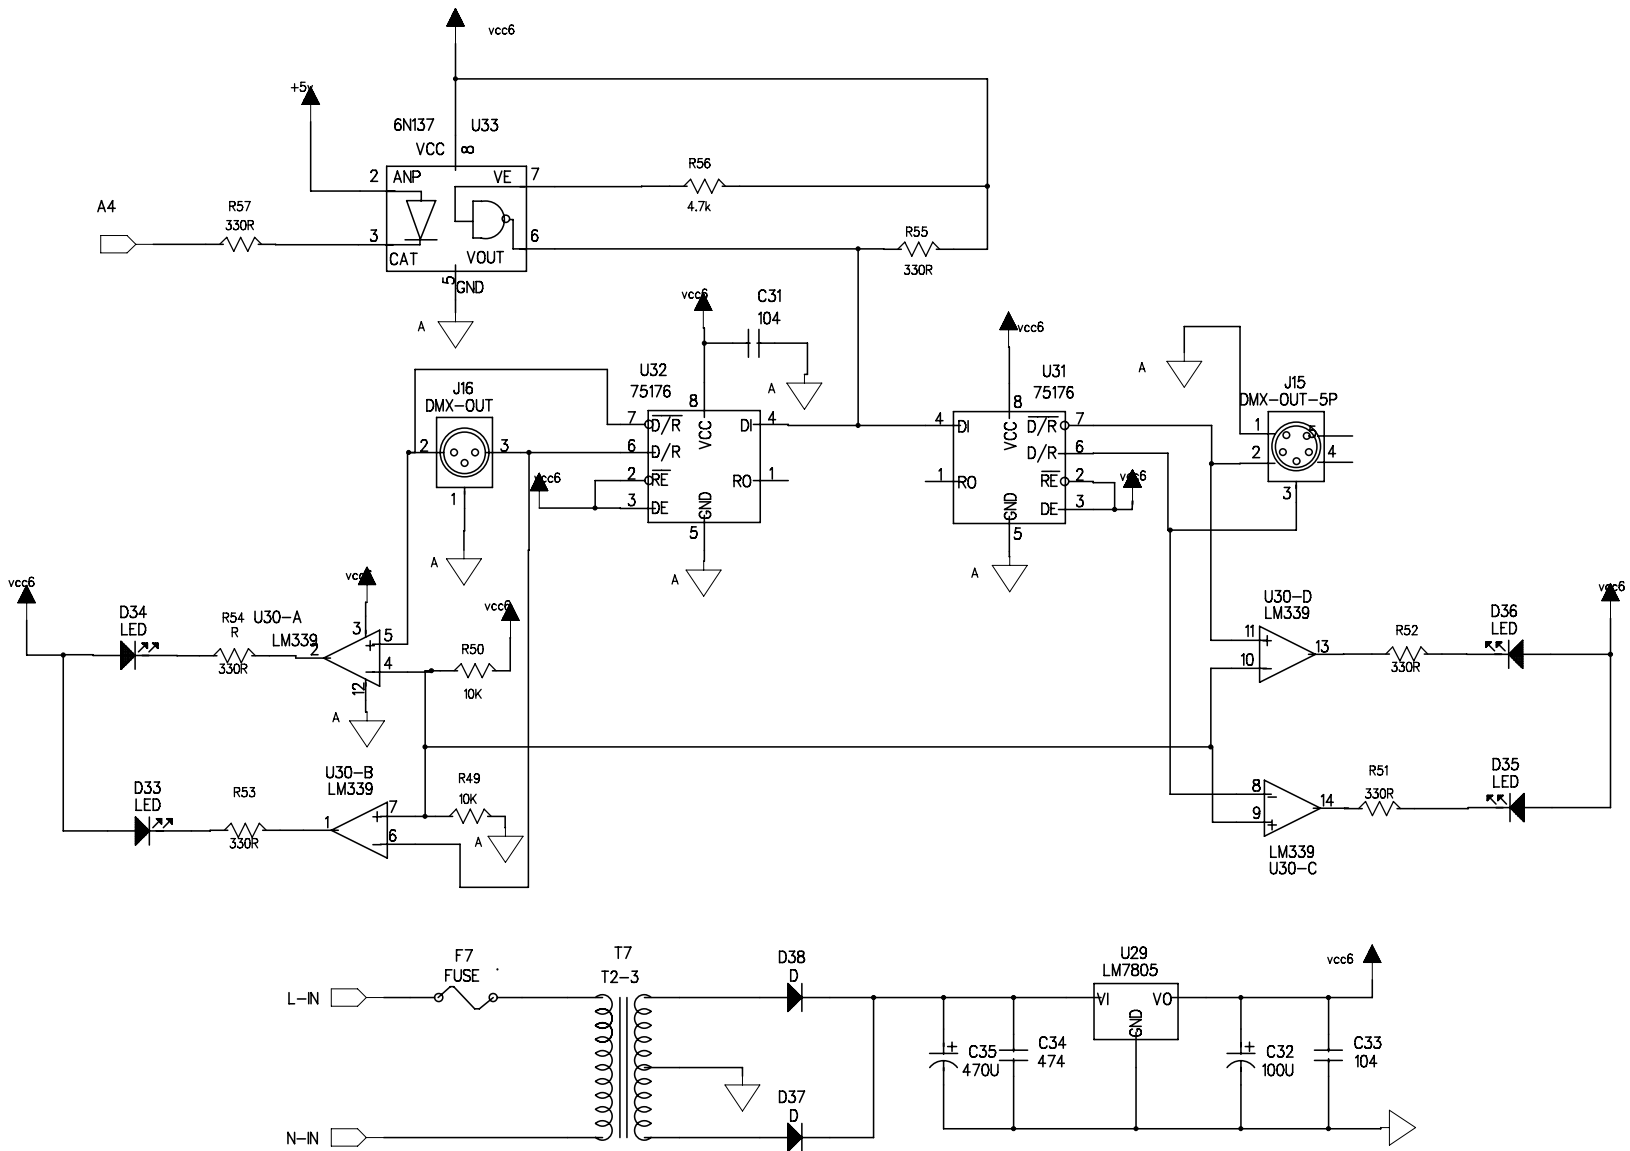 vcc6
+5v
6N137 U33
VCC 8
2 ANP VE 7
R56
4.7k
A4
R57
330R
3 CAT VOUT 6
R55
330R
5 GND
A
vcc6
C31
104
A
vcc6
U32
75176
8
7 D/R VCC DI 4
6 D/R
2 RE RO 1
3 DE GND
5
A
vcc6
J16
DMX-OUT
2 3
1
A
U31
75176
8
4 DI VCC D/R 7
D/R 6
1 RO RE 2
GND DE 3
5
A
vcc6
A
J15
DMX-OUT-5P
1 5
2 4
3
vcc6
D34
LED
R54
R
330R
U30-A
LM339
vcc6
3
2 + 5
- 4
12
A
vcc6
R50
10K
U30-D
LM339
11 +
10 -
13
R52
330R
D36
LED
vcc6
D33
LED
R53
330R
U30-B
LM339
1 + 7
- 6
R49
10K
A
8 -
9 +
14
LM339
U30-C
R51
330R
D35
LED
F7
FUSE
L-IN
N-IN
T7
T2-3
D38
D
D37
D
U29
LM7805
VI VO
GND
vcc6
+ C35
470U
C34
474
+ C32
100U
C33
104